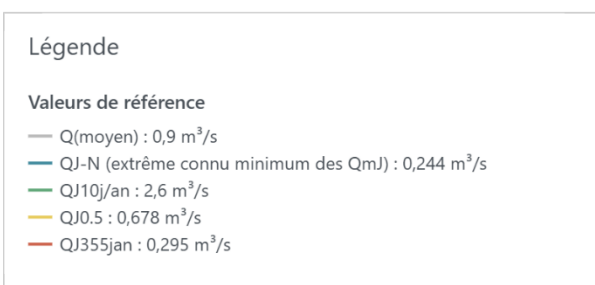 Légende
Valeurs de référence
Q(moyen) : 0,9 m³/s
QJ-N (extrême connu minimum des QmJ) : 0,244 m³/s
QJ10j/an : 2,6 m³/s
QJ0.5 : 0,678 m³/s
QJ355jan : 0,295 m³/s